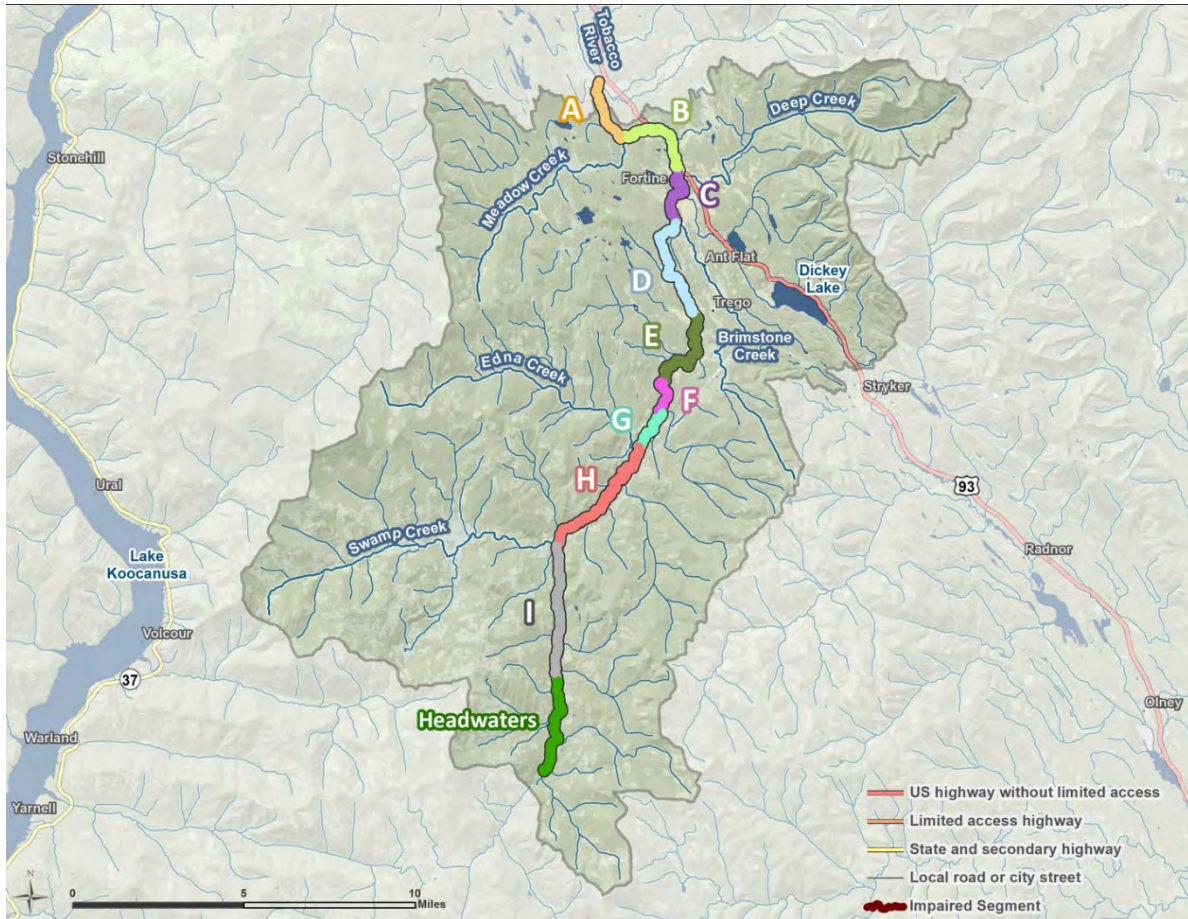 Tobacco
River
A
B
Deep Creek
Stonehill
Meadow Creek
Fortine
C
Ant Flat
D
Dickey
Lake
Trego
E
Brimstone
Creek
Edna Creek
Stryker
F
G
Ural
H
93
Swamp Creek
Radnor
Lake
Koocanusa
I
Volcour
37
Headwaters
Olney
Warland
Yarnell
US highway without limited access
Limited access highway
State and secondary highway
Local road or city street
Impaired Segment
N
0 5 10
Miles